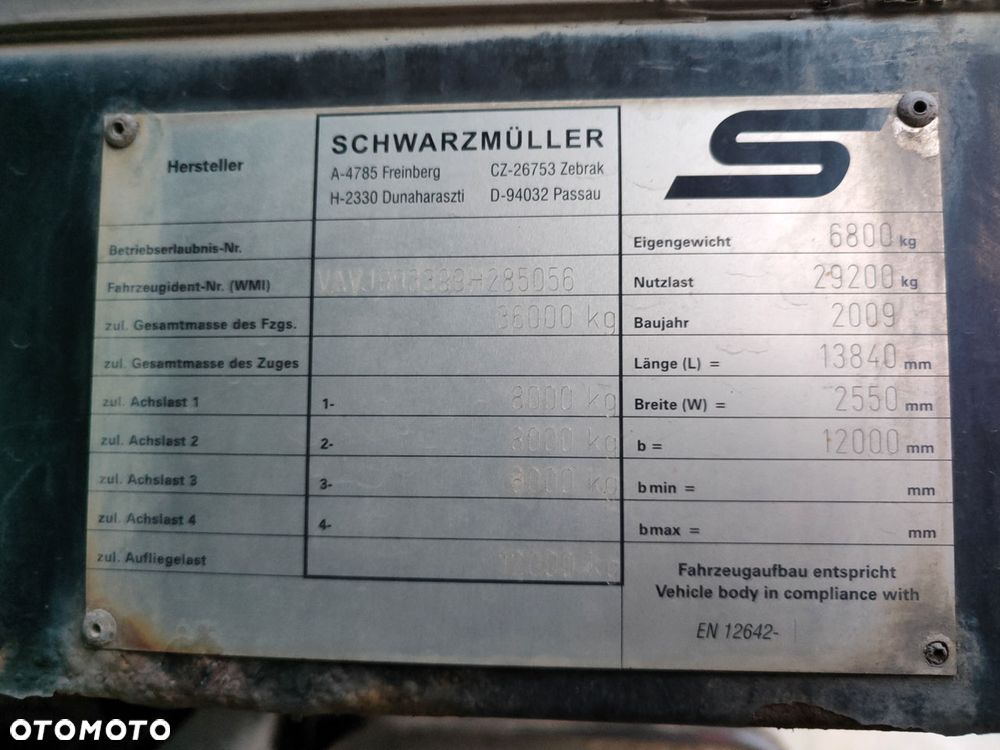 Hersteller
SCHWARZMÜLLER
A-4785 Freinberg CZ-26753 Zebrak
H-2330 Dunaharaszti D-94032 Passau
S
Betriebserlaubnis-Nr.
Eigengewicht 6800 kg
Fahrzeugident-Nr. (WMI)
Nutzlast 29200 kg
zul. Gesamtmasse des Fzgs. 36000 kg
Baujahr 2009
zul. Gesamtmasse des Zuges
Länge (L) = 13840 mm
zul. Achslast 1 1- 8000 kg
Breite (W) = 2550 mm
zul. Achslast 2 2- 8000 kg
b = 12000 mm
zul. Achslast 3 3- 8000 kg
b min = mm
zul. Achslast 4 4-
bmax = mm
zul. Aufliegelast 12000 kg
Fahrzeugaufbau entspricht
Vehicle body in compliance with
EN 12642-
OTOMOTO